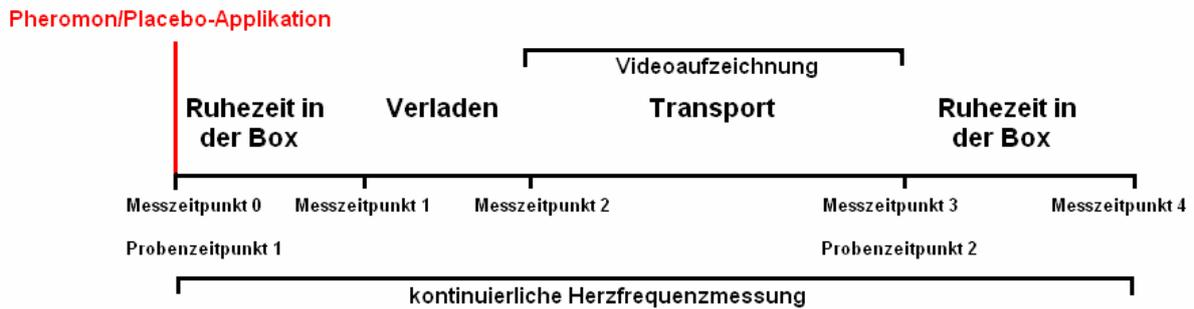 Pheromon/Placebo-Applikation
Videoaufzeichnung
Ruhezeit in
der Box
Verladen
Transport
Ruhezeit in
der Box
Messzeitpunkt 0
Messzeitpunkt 1
Messzeitpunkt 2
Messzeitpunkt 3
Messzeitpunkt 4
Probenzeitpunkt 1
Probenzeitpunkt 2
kontinuierliche Herzfrequenzmessung